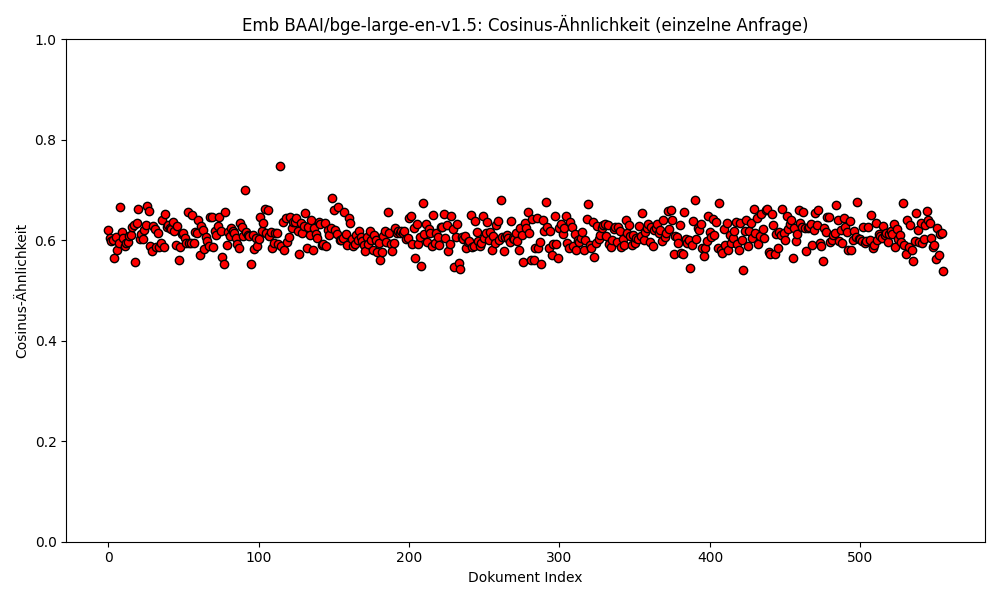 Emb BAAI/bge-large-en-v1.5: Cosinus-Ähnlichkeit (einzelne Anfrage)
1.0
0.8
0.6
0.4
0.2
0.0
Cosinus-Ähnlichkeit
0 100 200 300 400 500
Dokument Index